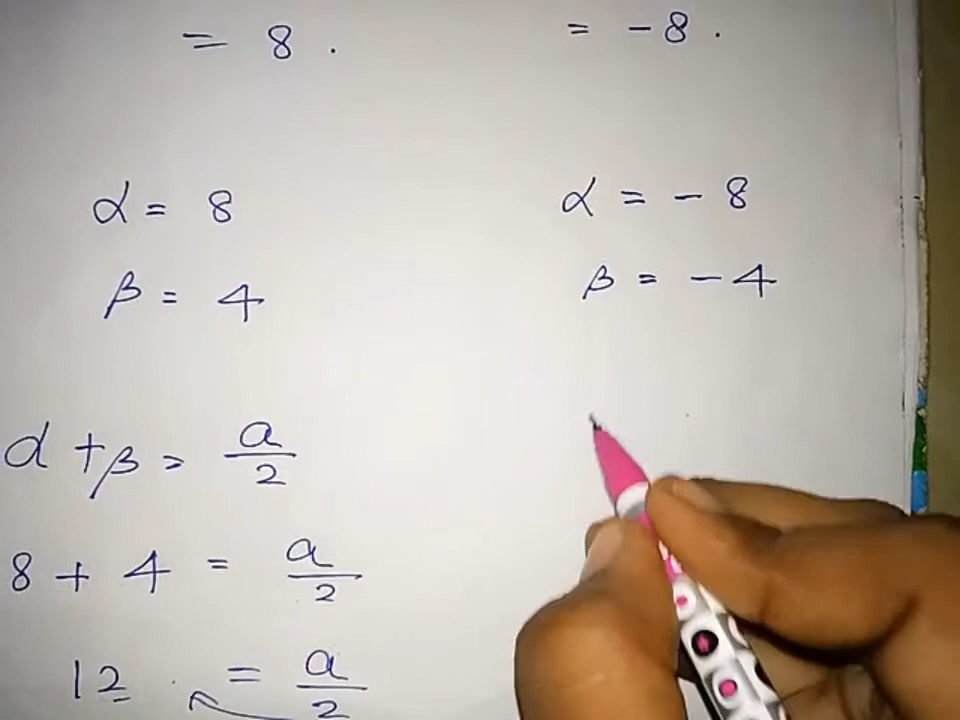 = 8 .
= -8 .
α = 8
α = - 8
β = 4
β = - 4
α + β = a/2
8 + 4 = a/2
12 = a/2